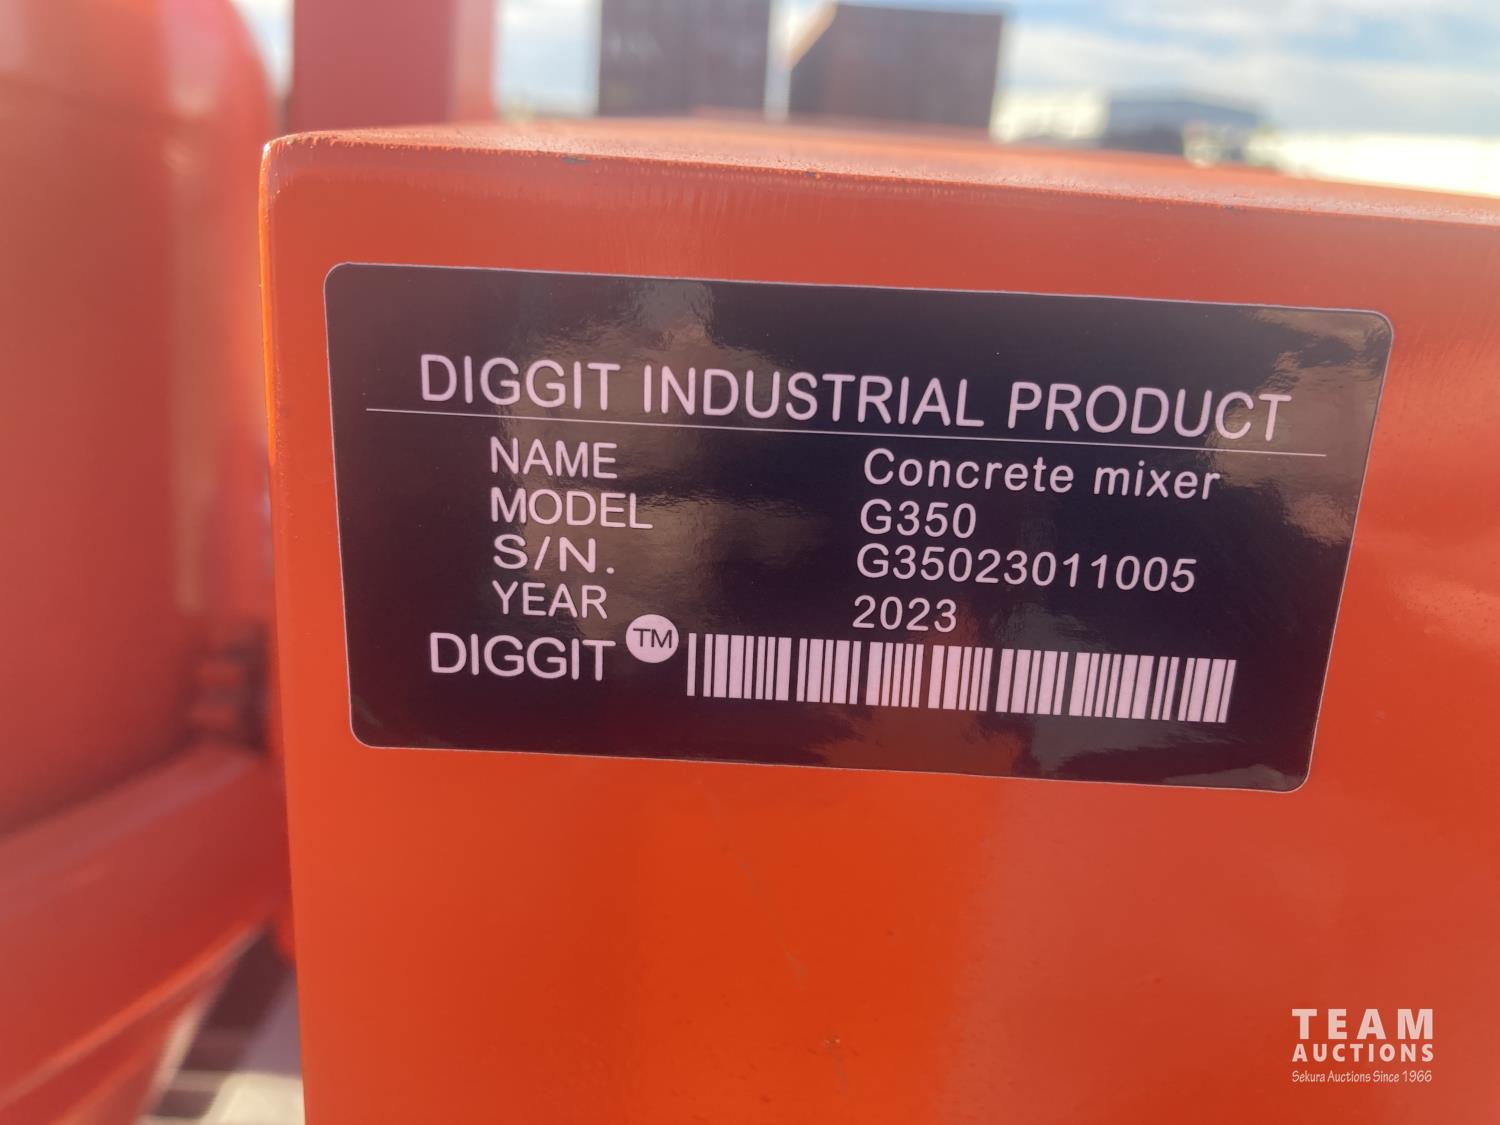 DIGGIT INDUSTRIAL PRODUCT
NAME Concrete mixer
MODEL G350
S/N. G35023011005
YEAR 2023
DIGGIT TM
TEAM
AUCTIONS
Sekura Auctions Since 1966